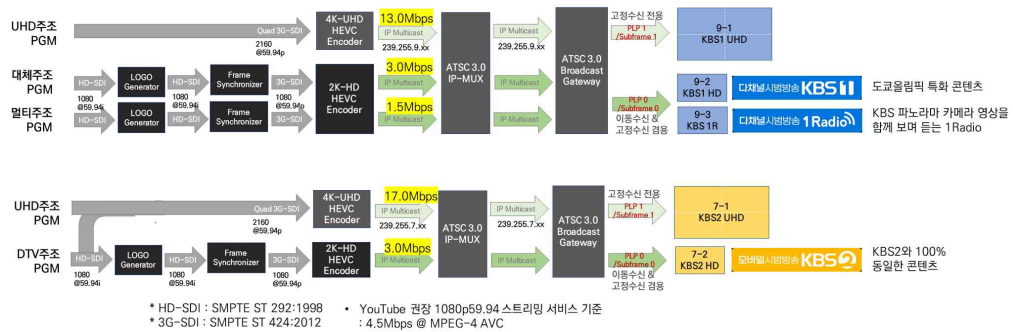 UHD주조
PGM
Quad 3G-SDI
2160
@59.94p
4K-UHD
HEVC
Encoder
13.0Mbps
IP Multicast
239.255.9.xx
ATSC 3.0
IP-MUX
IP Multicast
239.255.9.xx
ATSC 3.0
Broadcast
Gateway
고정수신 전용
PLP 1
/Subframe 1
9-1
KBS1 UHD
대체주조
PGM
HD-SDI
1080
@59.94i
LOGO
Generator
HD-SDI
1080
@59.94i
Frame
Synchronizer
3G-SDI
1080
@59.94p
2K-HD
HEVC
Encoder
3.0Mbps
IP Multicast
IP Multicast
9-2
KBS1 HD
다채널시범방송 KBS 1
도쿄올림픽 특화 콘텐츠
멀티주조
PGM
HD-SDI
LOGO
Generator
HD-SDI
Frame
Synchronizer
3G-SDI
1.5Mbps
IP Multicast
IP Multicast
PLP 0
/Subframe 0
이동수신 &
고정수신 겸용
9-3
KBS 1R
다채널시범방송 1Radio
KBS 파노라마 카메라 영상을
함께 보며 듣는 1Radio
UHD주조
PGM
Quad 3G-SDI
2160
@59.94p
4K-UHD
HEVC
Encoder
17.0Mbps
IP Multicast
239.255.7.xx
ATSC 3.0
IP-MUX
IP Multicast
239.255.7.xx
ATSC 3.0
Broadcast
Gateway
고정수신 전용
PLP 1
/Subframe 1
7-1
KBS2 UHD
DTV주조
PGM
HD-SDI
1080
@59.94i
LOGO
Generator
HD-SDI
1080
@59.94i
Frame
Synchronizer
3G-SDI
1080
@59.94p
2K-HD
HEVC
Encoder
3.0Mbps
IP Multicast
IP Multicast
PLP 0
/Subframe 0
이동수신 &
고정수신 겸용
7-2
KBS2 HD
모바일시범방송 KBS 2
KBS2와 100%
동일한 콘텐츠
* HD-SDI : SMPTE ST 292:1998
* 3G-SDI : SMPTE ST 424:2012
• YouTube 권장 1080p59.94 스트리밍 서비스 기준
: 4.5Mbps @ MPEG-4 AVC